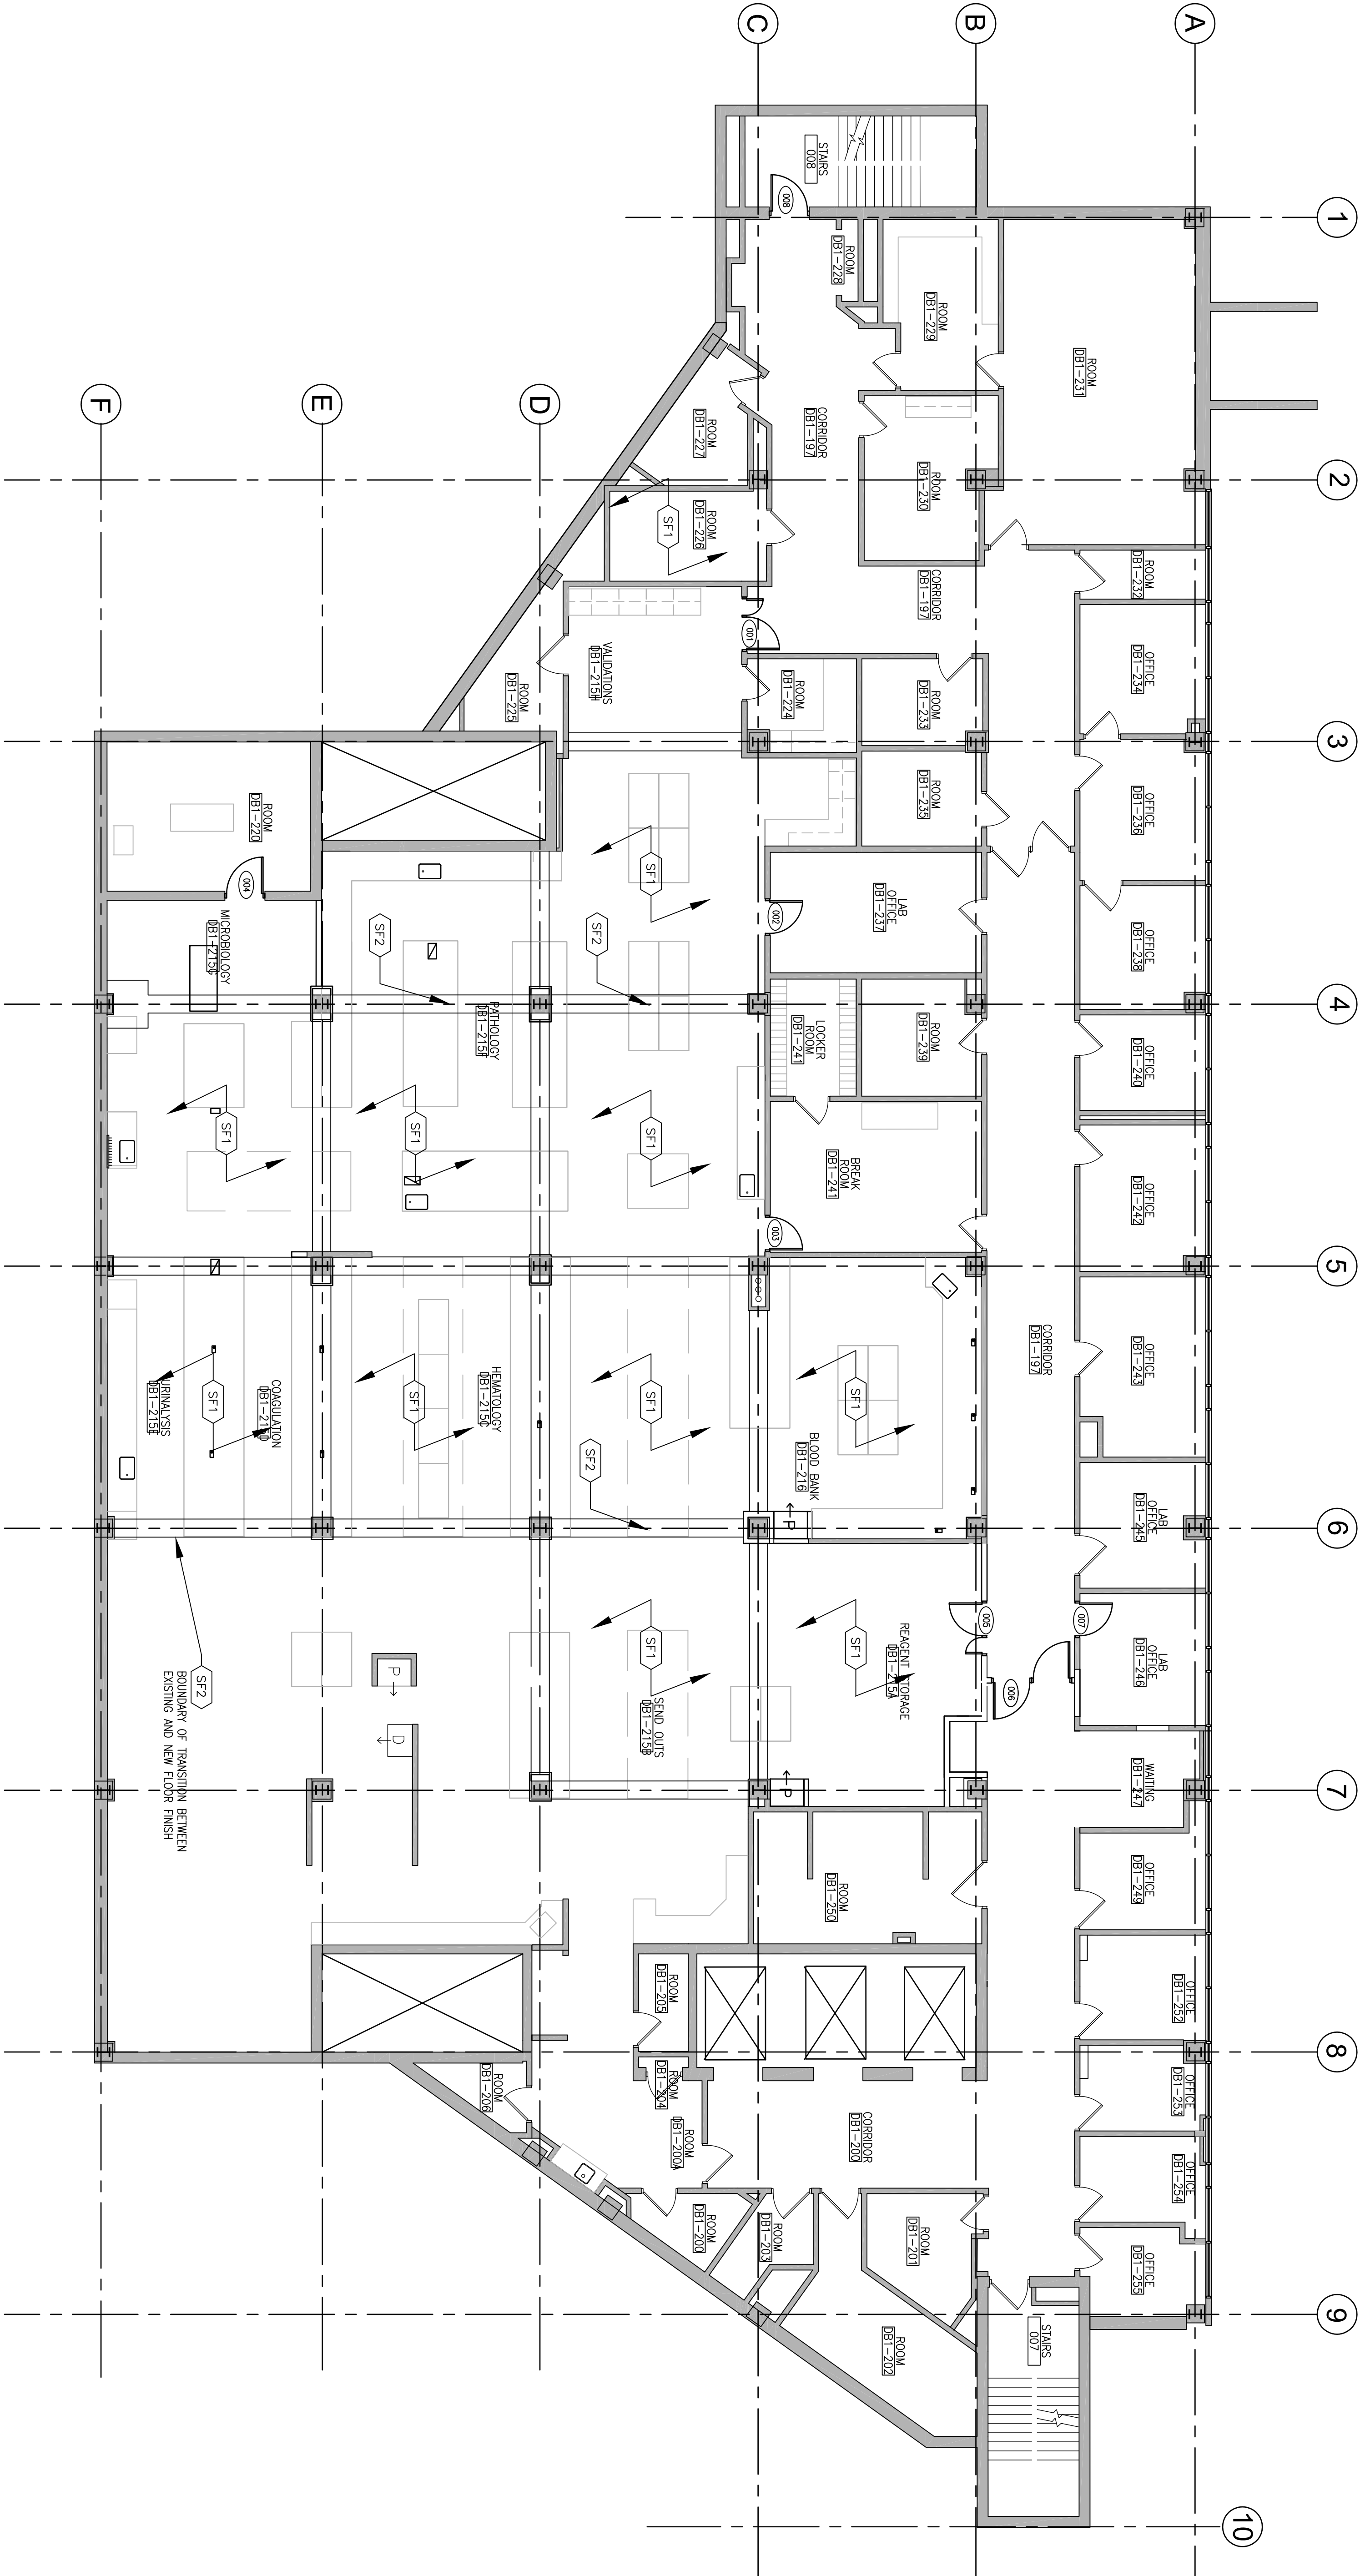 A
B
C
D
E
F
1
2
3
4
5
6
7
8
9
10
STAIRS
008
008
ROOM
DB1-228
ROOM
DB1-229
ROOM
DB1-231
ROOM
DB1-227
CORRIDOR
DB1-197
ROOM
DB1-230
ROOM
DB1-226
SF1
ROOM
DB1-232
CORRIDOR
DB1-197
OFFICE
DB1-234
001
VALIDATIONS
DB1-215H
ROOM
DB1-225
ROOM
DB1-224
ROOM
DB1-233
OFFICE
DB1-236
ROOM
DB1-235
ROOM
DB1-220
004
SF1
LAB
OFFICE
DB1-237
002
OFFICE
DB1-238
MICROBIOLOGY
DB1-215G
SF2
SF2
PATHOLOGY
DB1-215F
LOCKER
ROOM
DB1-241
ROOM
DB1-239
OFFICE
DB1-240
SF1
SF1
SF1
BREAK
ROOM
DB1-241
003
OFFICE
DB1-242
CORRIDOR
DB1-197
OFFICE
DB1-243
URINALYSIS
DB1-215E
SF1
COAGULATION
DB1-215D
SF1
HEMATOLOGY
DB1-215C
SF1
SF1
SF2
BLOOD BANK
DB1-216
P
LAB
OFFICE
DB1-245
005
007
LAB
OFFICE
DB1-246
006
REAGENT STORAGE
DB1-215A
SF1
SF1
SEND OUTS
DB1-215B
SF2
BOUNDARY OF TRANSITION BETWEEN
EXISTING AND NEW FLOOR FINISH
P
D
P
WAITING
DB1-247
OFFICE
DB1-249
ROOM
DB1-250
OFFICE
DB1-252
ROOM
DB1-205
OFFICE
DB1-253
ROOM
DB1-204
ROOM
DB1-206
ROOM
DB1-200A
CORRIDOR
DB1-200
OFFICE
DB1-254
ROOM
DB1-200
ROOM
DB1-203
ROOM
DB1-201
OFFICE
DB1-255
ROOM
DB1-202
STAIRS
007